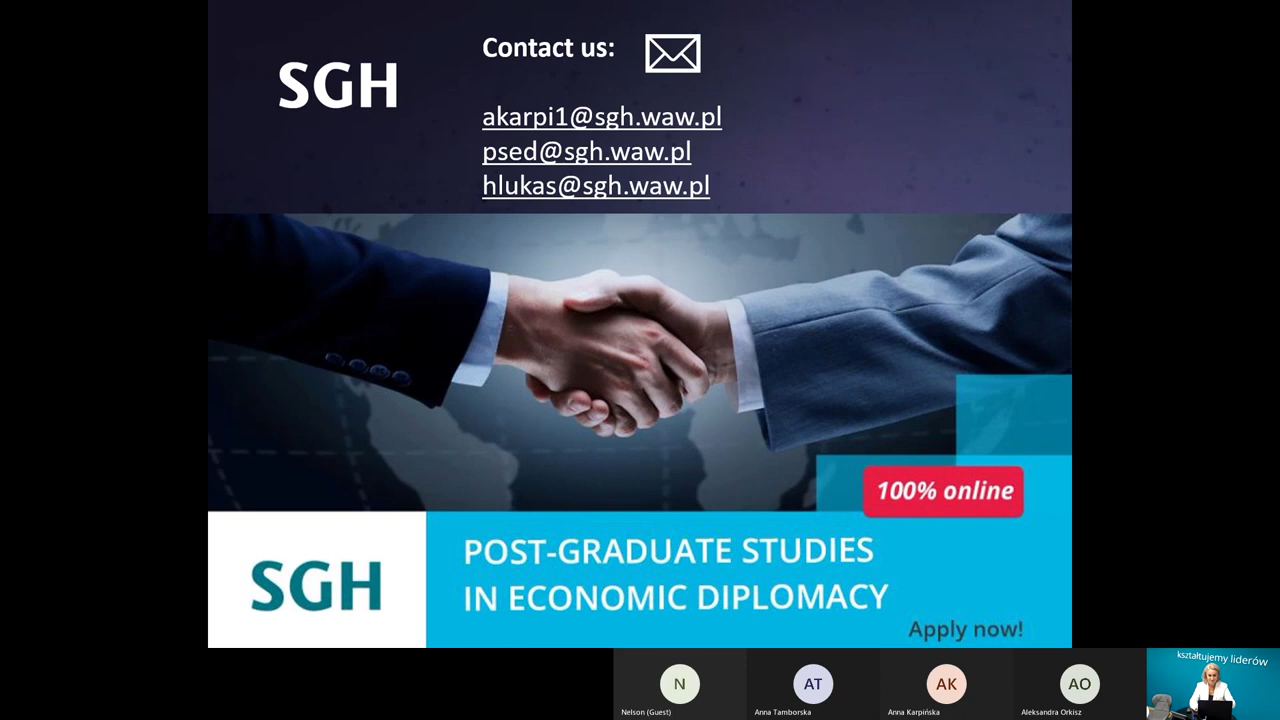 SGH
Contact us:
akarpi1@sgh.waw.pl
psed@sgh.waw.pl
hlukas@sgh.waw.pl
100% online
SGH
POST-GRADUATE STUDIES
IN ECONOMIC DIPLOMACY
Apply now!
N
AT
AK
AO
Nelson (Guest)
Anna Tamborska
Anna Karpińska
Aleksandra Orkisz
kształtujemy liderów